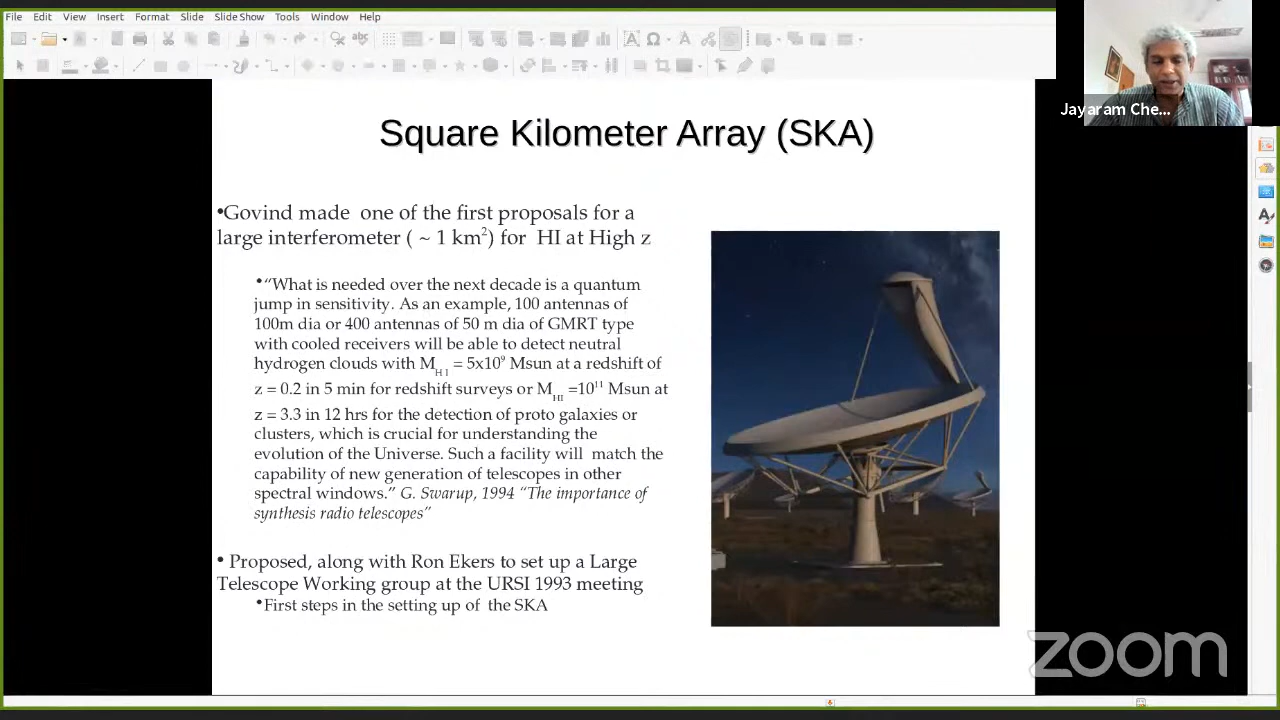 File Edit View Insert Format Slide Slide Show Tools Window Help
Jayaram Che...
Square Kilometer Array (SKA)
•Govind made one of the first proposals for a
large interferometer ( ~ 1 km²) for HI at High z
•“What is needed over the next decade is a quantum
jump in sensitivity. As an example, 100 antennas of
100m dia or 400 antennas of 50 m dia of GMRT type
with cooled receivers will be able to detect neutral
hydrogen clouds with M_H I = 5x10⁹ Msun at a redshift of
z = 0.2 in 5 min for redshift surveys or M_HI =10¹¹ Msun at
z = 3.3 in 12 hrs for the detection of proto galaxies or
clusters, which is crucial for understanding the
evolution of the Universe. Such a facility will match the
capability of new generation of telescopes in other
spectral windows.” G. Swarup, 1994 “The importance of
synthesis radio telescopes”
• Proposed, along with Ron Ekers to set up a Large
Telescope Working group at the URSI 1993 meeting
•First steps in the setting up of the SKA
zoom